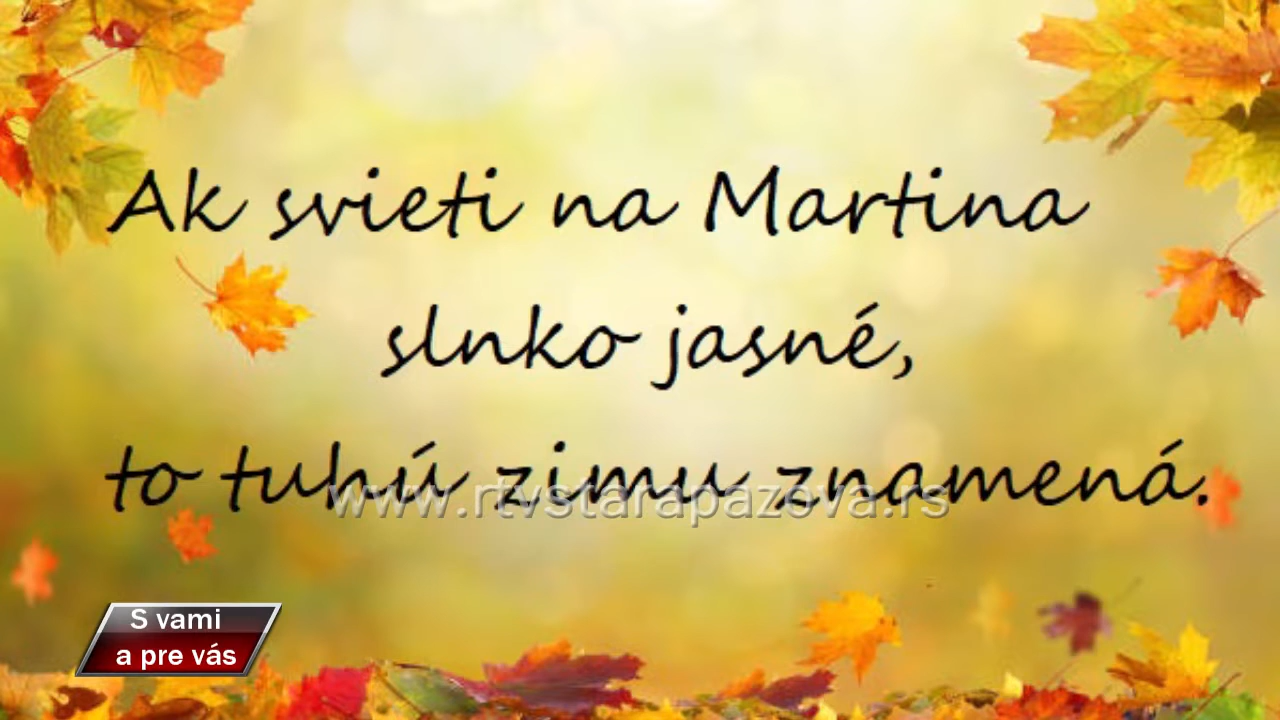 Ak svieti na Martina
slnko jasné,
to tuhú zimu znamená.
www.rtvstarapazova.rs
S vami
a pre vás